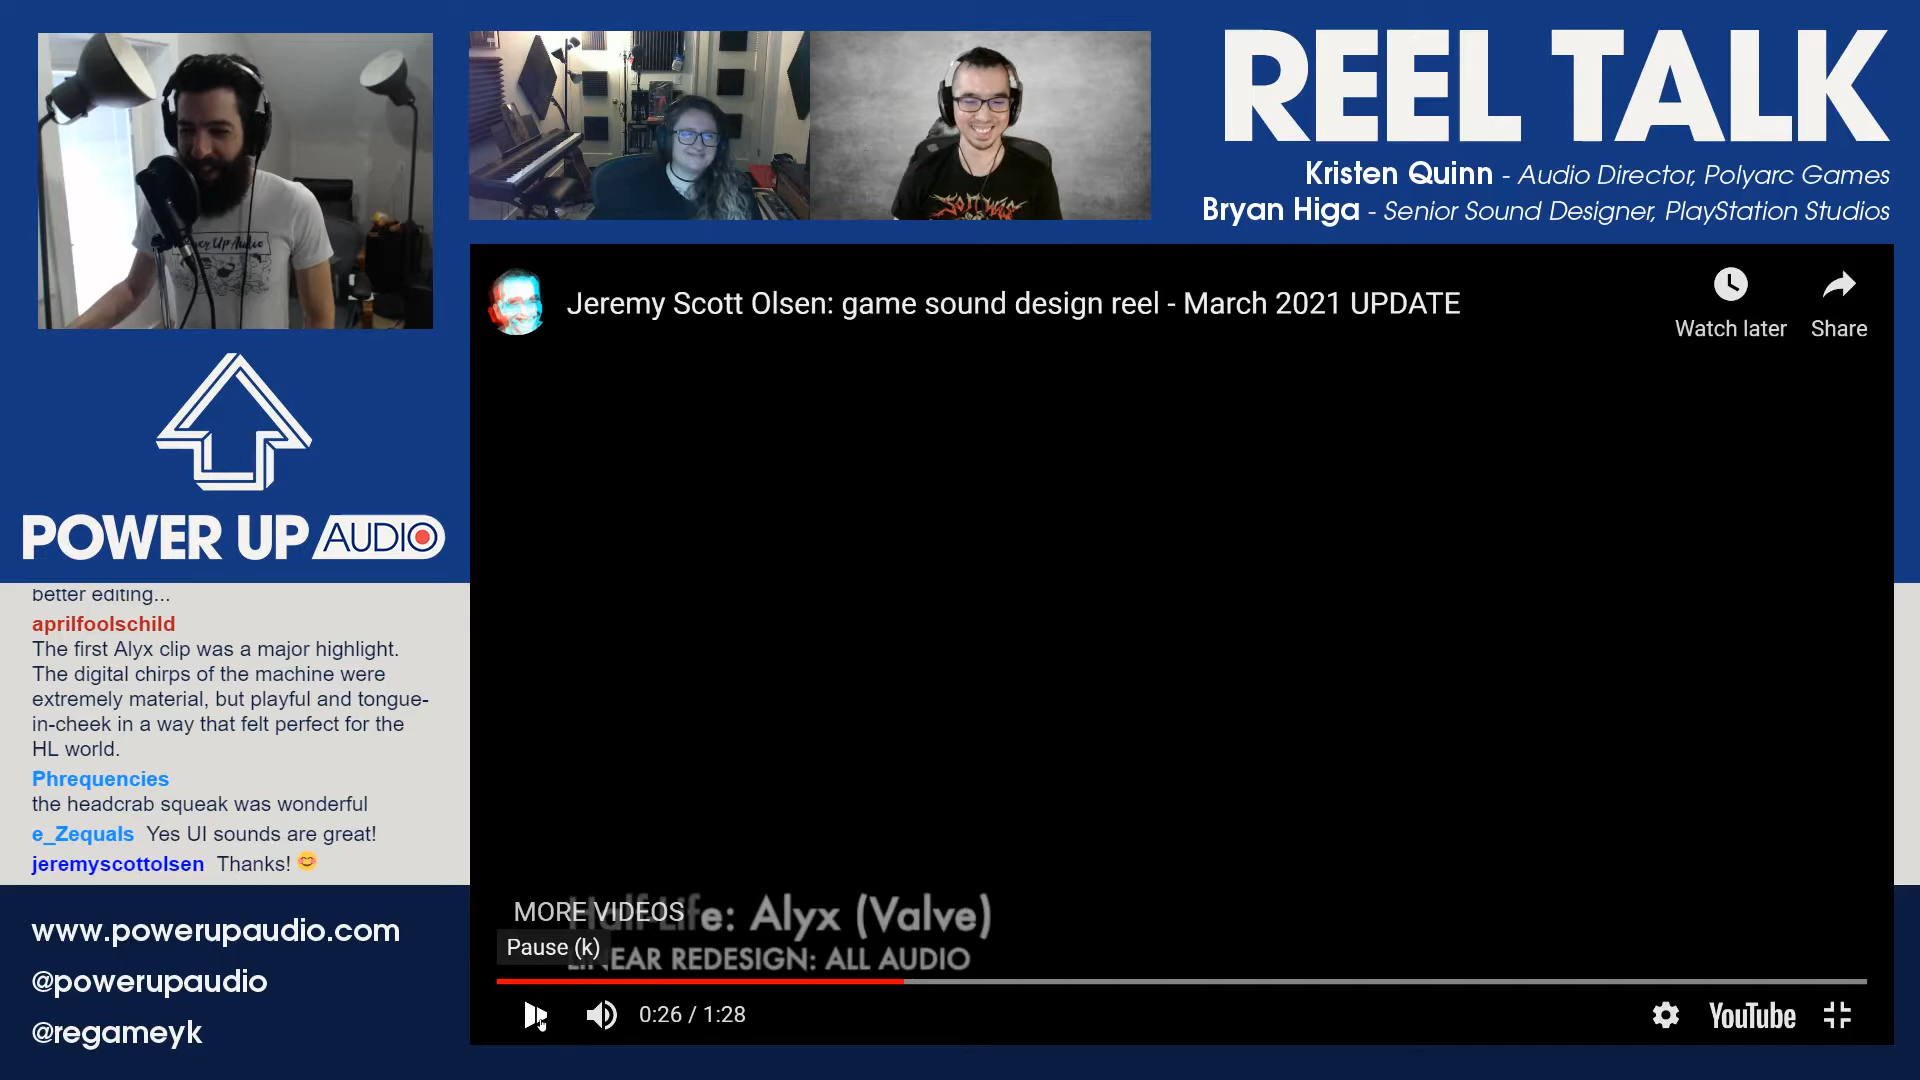 REEL TALK
Kristen Quinn - Audio Director, Polyarc Games
Bryan Higa - Senior Sound Designer, PlayStation Studios
Jeremy Scott Olsen: game sound design reel - March 2021 UPDATE
Watch later
Share
POWER UP AUDIO
better editing...
aprilfoolschild
The first Alyx clip was a major highlight.
The digital chirps of the machine were
extremely material, but playful and tongue-
in-cheek in a way that felt perfect for the
HL world.
Phrequencies
the headcrab squeak was wonderful
e_Zequals Yes UI sounds are great!
jeremyscottolsen Thanks! 😊
www.powerupaudio.com
@powerupaudio
@regameyk
Half-Life: Alyx (Valve)
MORE VIDEOS
Pause (k)
LINEAR REDESIGN: ALL AUDIO
0:26 / 1:28
YouTube